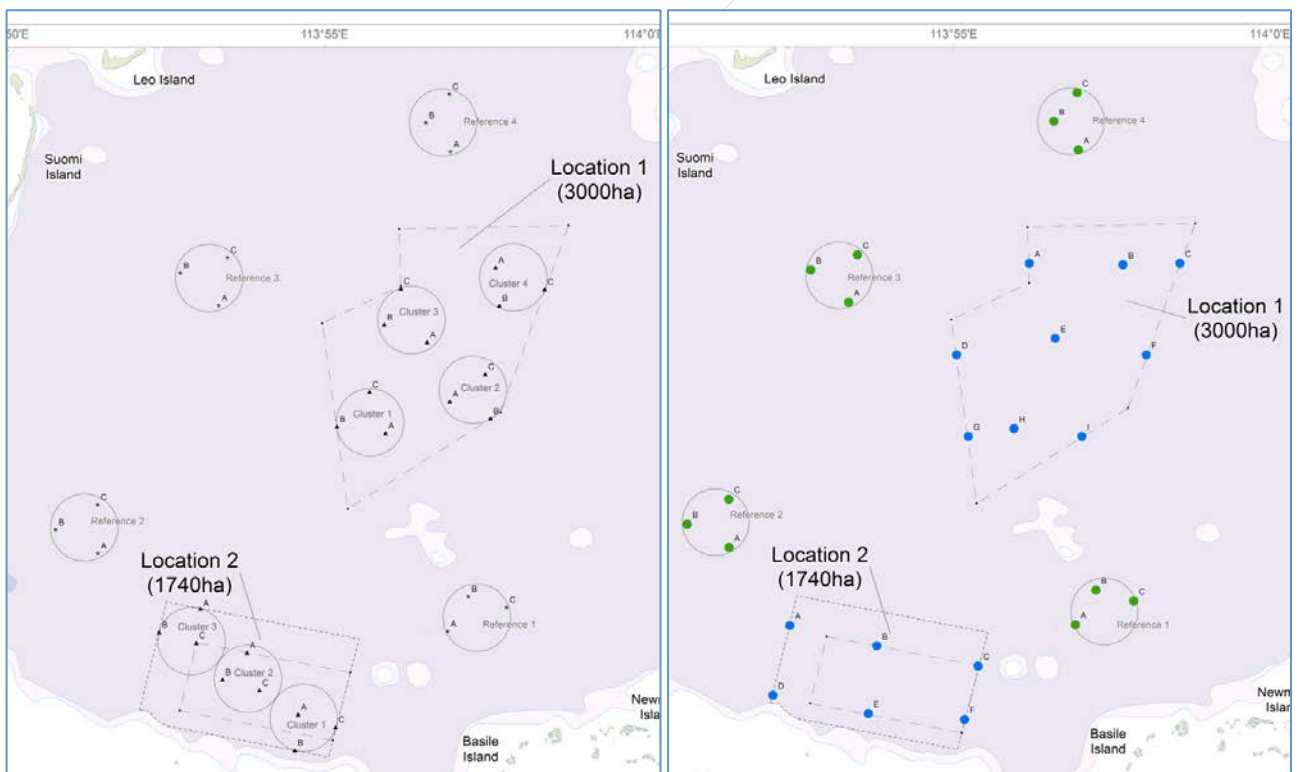 50'E
113°55'E
114°0'E
Leo Island
C
B
Reference 4
A
Suomi
Island
Location 1
(3000ha)
C
B
Reference 3
A
A
Cluster 4
C
B
C
Cluster 3
B
A
C
Cluster 2
A
B
C
Cluster 1
B
A
C
B
Reference 2
A
Location 2
(1740ha)
B
C
A
Reference 1
A
Cluster 3
B
C
A
Cluster 2
B
C
A
Cluster 1
C
B
Basile
Island
113°55'E
114°0'E
Leo Island
C
B
Reference 4
A
Suomi
Island
C
B
Reference 3
A
A
B
C
Location 1
(3000ha)
E
D
F
H
G
I
C
B
Reference 2
A
Location 2
(1740ha)
B
C
A
Reference 1
A
B
C
D
E
F
Basile
Island